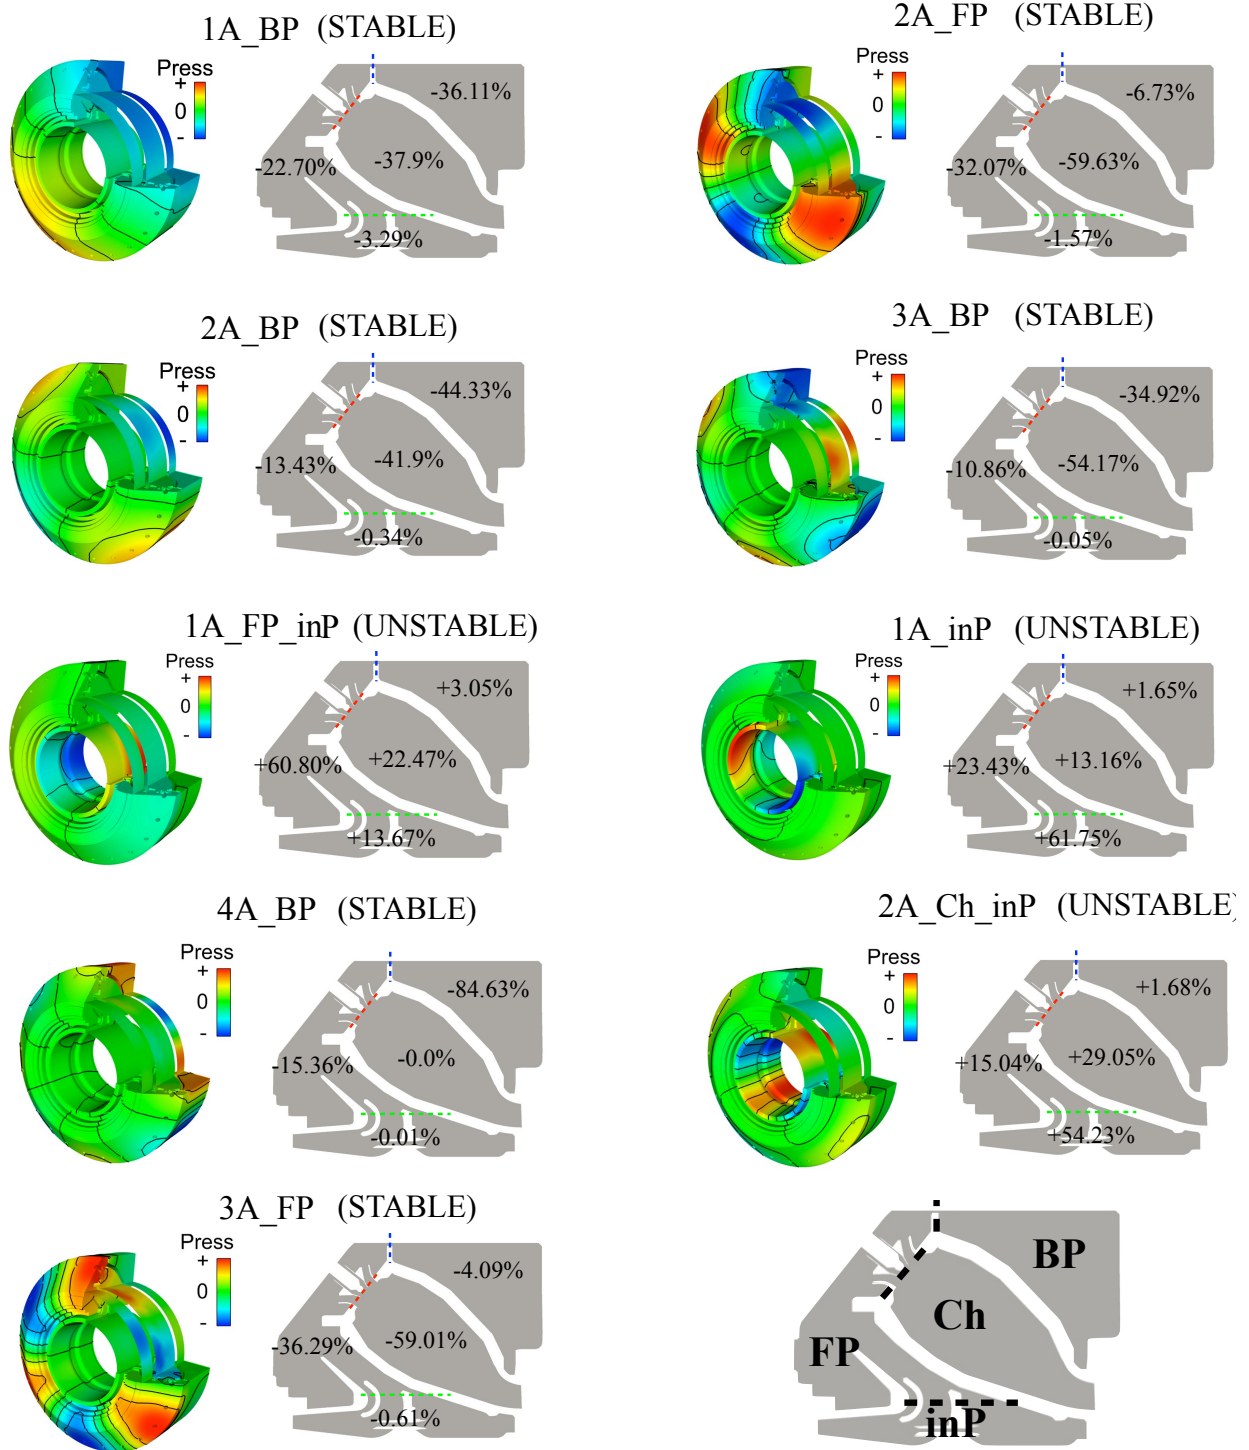 1A_BP (STABLE)
Press
+
0
-
-36.11%
-37.9%
-22.70%
-3.29%
2A_FP (STABLE)
Press
+
0
-
-6.73%
-59.63%
-32.07%
-1.57%
2A_BP (STABLE)
Press
+
0
-
-44.33%
-41.9%
-13.43%
-0.34%
3A_BP (STABLE)
Press
+
0
-
-34.92%
-54.17%
-10.86%
-0.05%
1A_FP_inP (UNSTABLE)
Press
+
0
-
+3.05%
+22.47%
+60.80%
+13.67%
1A_inP (UNSTABLE)
Press
+
0
-
+1.65%
+13.16%
+23.43%
+61.75%
4A_BP (STABLE)
Press
+
0
-
-84.63%
-0.0%
-15.36%
-0.01%
2A_Ch_inP (UNSTABLE)
Press
+
0
-
+1.68%
+29.05%
+15.04%
+54.23%
3A_FP (STABLE)
Press
+
0
-
-4.09%
-59.01%
-36.29%
-0.61%
BP
Ch
FP
inP